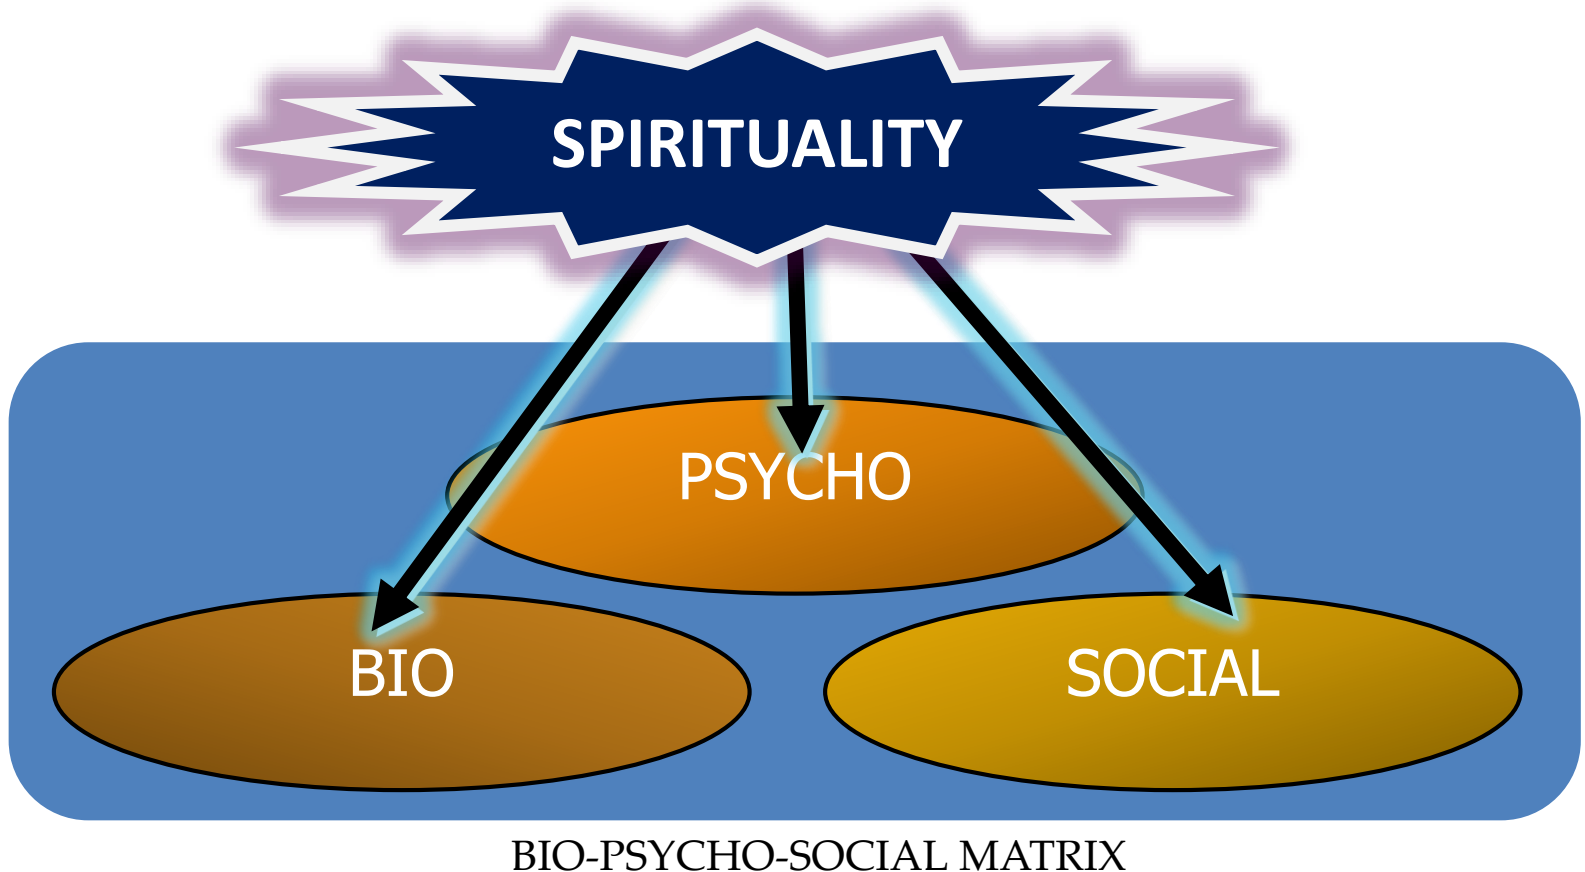 SPIRITUALITY
PSYCHO
BIO
SOCIAL
BIO-PSYCHO-SOCIAL MATRIX